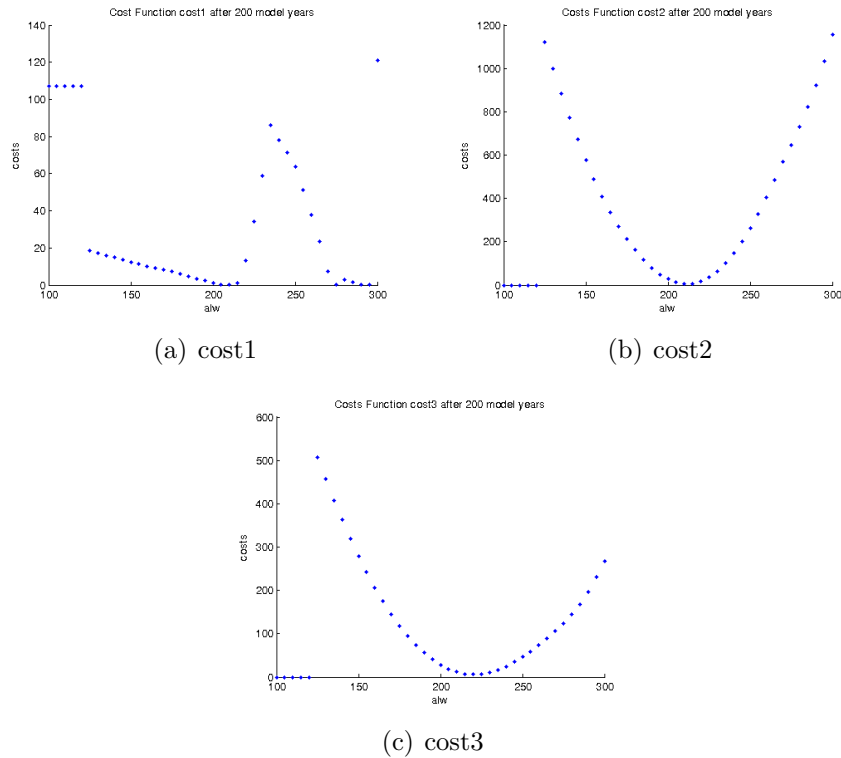 Cost Function cost1 after 200 model years
140
120
100
80
60
40
20
0
costs
100 150 200 250 300
alw
(a) cost1
Costs Function cost2 after 200 model years
1200
1000
800
600
400
200
0
costs
100 150 200 250 300
alw
(b) cost2
Costs Function cost3 after 200 model years
600
500
400
300
200
100
0
costs
100 150 200 250 300
alw
(c) cost3